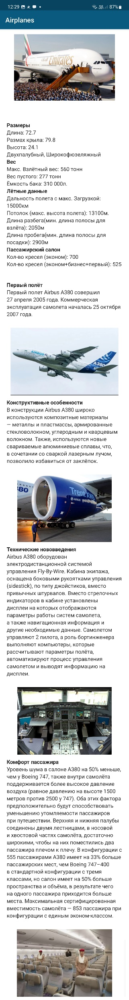 12:29
87%
Airplanes
Emirates
Размеры
Длина: 72.7
Размах крыла: 79.8
Высота: 24.1
Двухпалубный, Широкофюзеляжный
Вес
Макс. Взлётный вес: 560 тонн
Вес пустого: 277 тонн
Ёмкость бака: 310 000л.
Лётные данные
Дальность полета с макс. Загрузкой:
15000км
Потолок (макс. высота полета): 13100м.
Длина разбега(мин. длина полосы для
взлёта): 2050м
Длина пробега(мин. длина полосы для
посадки): 2900м
Пассажирский салон
Кол-во кресел (эконом): 700
Кол-во кресел (эконом+бизнес+первый): 525
Первый полёт
Первый полет Airbus A380 совершил
27 апреля 2005 года. Коммерческая
эксплуатация самолета началась 25 октября
2007 года.
AIRBUS
A380
Конструктивные особенности
В конструкции Airbus A380 широко
используются композитные материалы
— металлы и пластмассы, армированные
стекловолокном, углеродным и кварцевым
волокном. Также, используются новые
свариваемые алюминиевые сплавы, что,
в сочетании со сваркой лазерным лучом,
позволило избавиться от заклёпок.
80
Trent XWB
AIRBUS
Технические нововведения
Airbus A380 оборудован
электродистанционной системой
управления Fly-By-Wire. Кабина экипажа,
оснащена боковыми рукоятками управления
(sidestick), по типу джойстиков, вместо
привычных штурвалов. Вместо стрелочных
индикаторов в кабине установлены
дисплеи на которых отображаются
параметры работы систем самолета,
а также навигационная информация и
другие необходимые данные. Самолетом
управляют 2 пилота, а роль бортинженера
выполняют компьютеры, которые
рассчитывают параметры полёта,
автоматизируют процесс управления
самолетом и выводят информацию на
дисплеи.
Комфорт пассажира
Уровень шума в салоне А380 на 50% меньше,
чем у Boeing 747, также внутри самолёта
поддерживается более высокое давление
воздуха (равное давлению на высоте 1500
метров против 2500 у 747). Оба этих фактора
предположительно будут способствовать
уменьшению утомляемости пассажиров
при путешествии. Верхняя и нижняя палубы
соединены двумя лестницами, в носовой
и хвостовой частях самолёта, достаточно
широкими, чтобы на них поместились два
пассажира плечом к плечу. В конфигурации с
555 пассажирами А380 имеет на 33% больше
пассажирских мест, чем Boeing 747–400
в стандартной конфигурации с тремя
классами, но салон имеет на 50% больше
пространства и объёма, в результате чего
на одного пассажира приходится больше
места. Максимальная сертифицированная
вместимость самолёта — 853 пассажира при
конфигурации с единым эконом-классом.